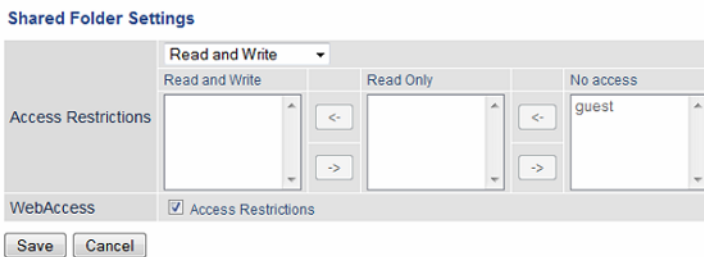 Shared Folder Settings
Read and Write
Read and Write
Read Only
No access
Access Restrictions
<-
<-
guest
->
->
WebAccess
Access Restrictions
Save
Cancel